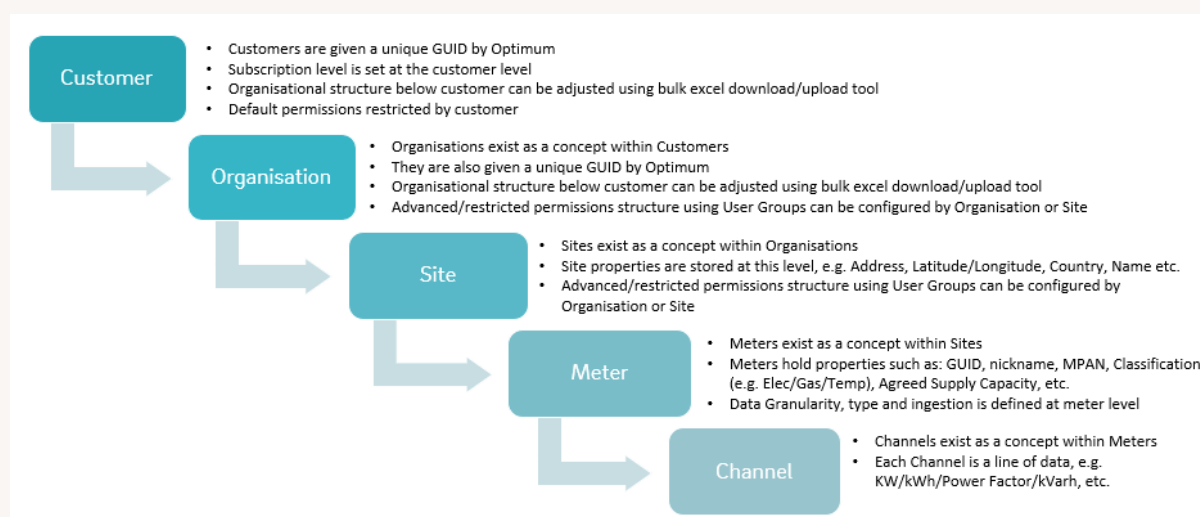 Customer
• Customers are given a unique GUID by Optimum
• Subscription level is set at the customer level
• Organisational structure below customer can be adjusted using bulk excel download/upload tool
• Default permissions restricted by customer
Organisation
• Organisations exist as a concept within Customers
• They are also given a unique GUID by Optimum
• Organisational structure below customer can be adjusted using bulk excel download/upload tool
• Advanced/restricted permissions structure using User Groups can be configured by Organisation or Site
Site
• Sites exist as a concept within Organisations
• Site properties are stored at this level, e.g. Address, Latitude/Longitude, Country, Name etc.
• Advanced/restricted permissions structure using User Groups can be configured by
Organisation or Site
Meter
• Meters exist as a concept within Sites
• Meters hold properties such as: GUID, nickname, MPAN, Classification
(e.g. Elec/Gas/Temp), Agreed Supply Capacity, etc.
• Data Granularity, type and ingestion is defined at meter level
Channel
• Channels exist as a concept within Meters
• Each Channel is a line of data, e.g.
KW/kWh/Power Factor/kVarh, etc.